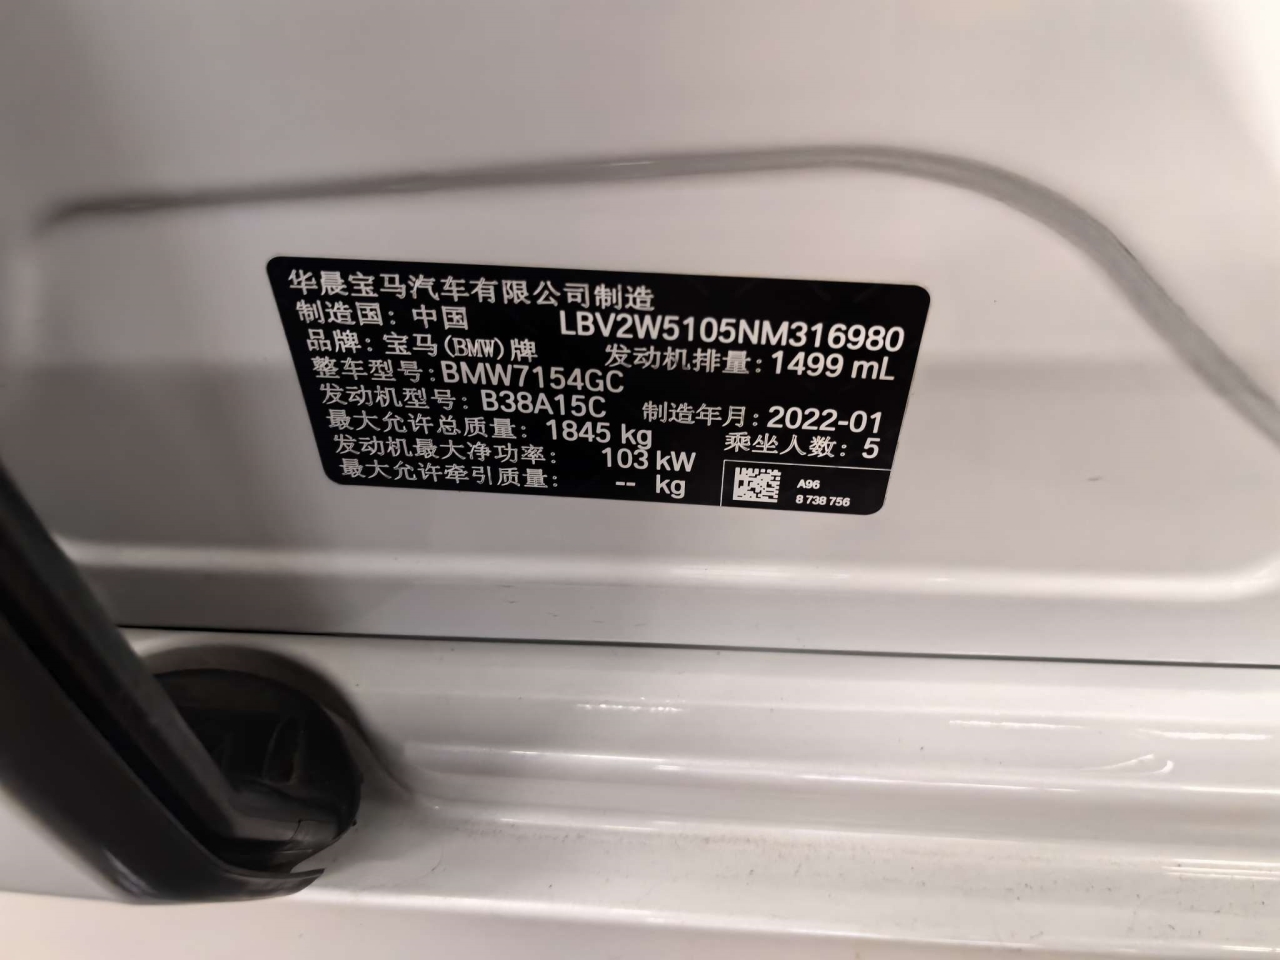 华晨宝马汽车有限公司制造
制造国: 中国 LBV2W5105NM316980
品牌: 宝马(BMW)牌 发动机排量: 1499 mL
整车型号: BMW7154GC
发动机型号: B38A15C 制造年月: 2022-01
最大允许总质量: 1845 kg 乘坐人数: 5
发动机最大净功率: 103 kW
最大允许牵引质量: -- kg
A96
8 738 756